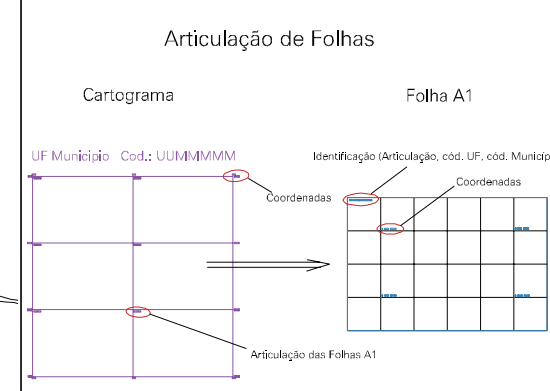 Articulação de Folhas
Cartograma
Folha A1
UF Municipio Cod.: UUMMMMM
Identificação (Articulação, cód. UF, cód. Municíp
Coordenadas
Coordenadas
Articulação das Folhas A1